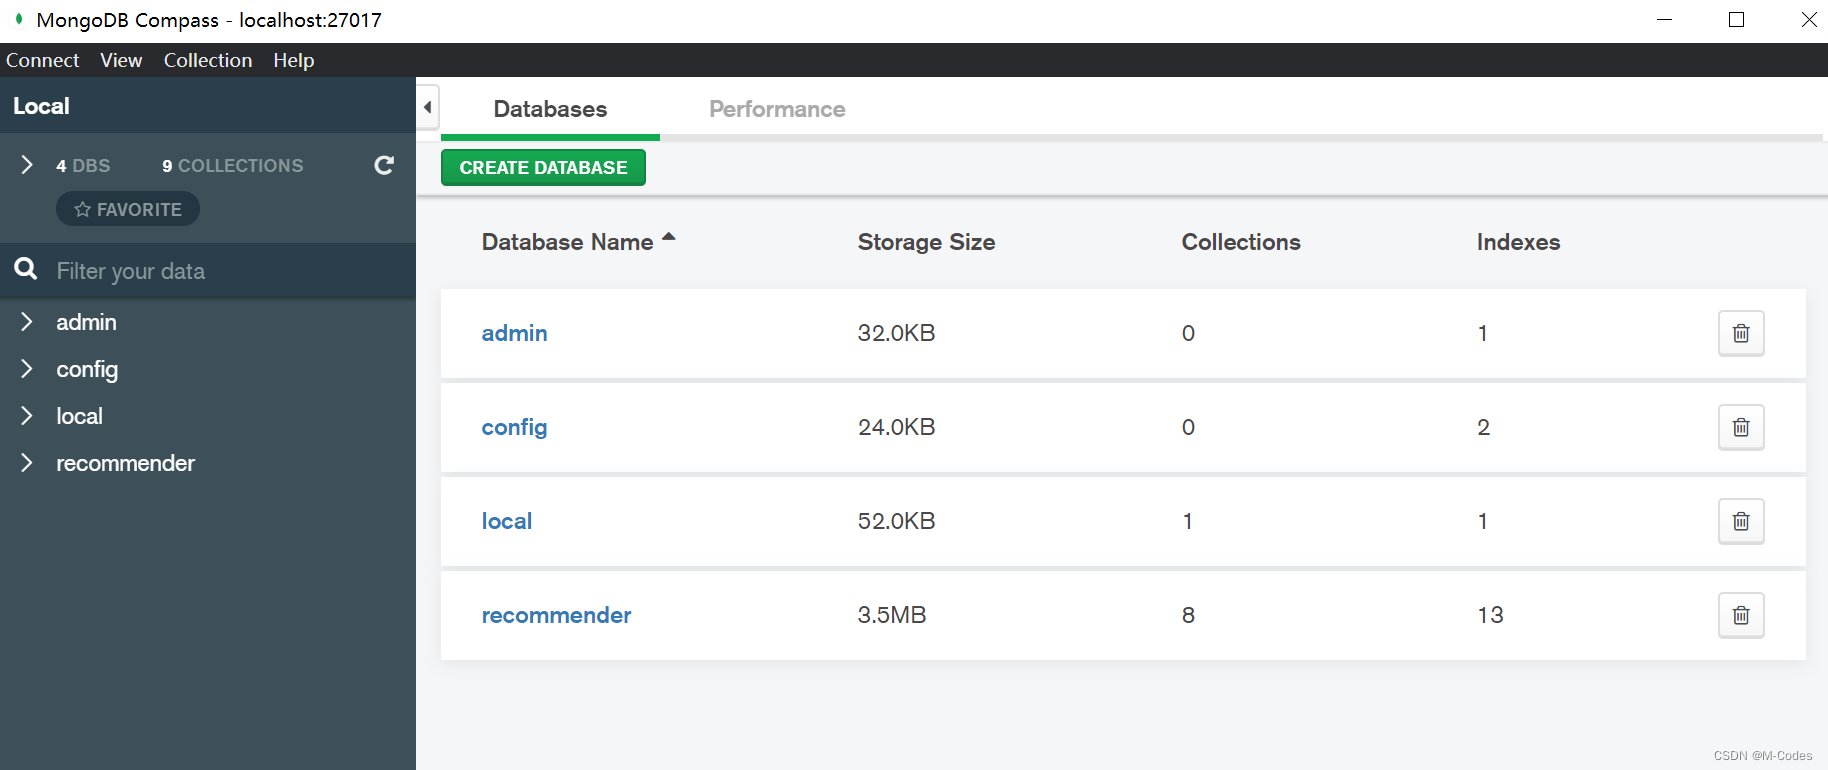 MongoDB Compass - localhost:27017
Connect View Collection Help
Local
4 DBS 9 COLLECTIONS
FAVORITE
Filter your data
admin
config
local
recommender
Databases Performance
CREATE DATABASE
Database Name Storage Size Collections Indexes
admin 32.0KB 0 1
config 24.0KB 0 2
local 52.0KB 1 1
recommender 3.5MB 8 13
CSDN @M-Codes